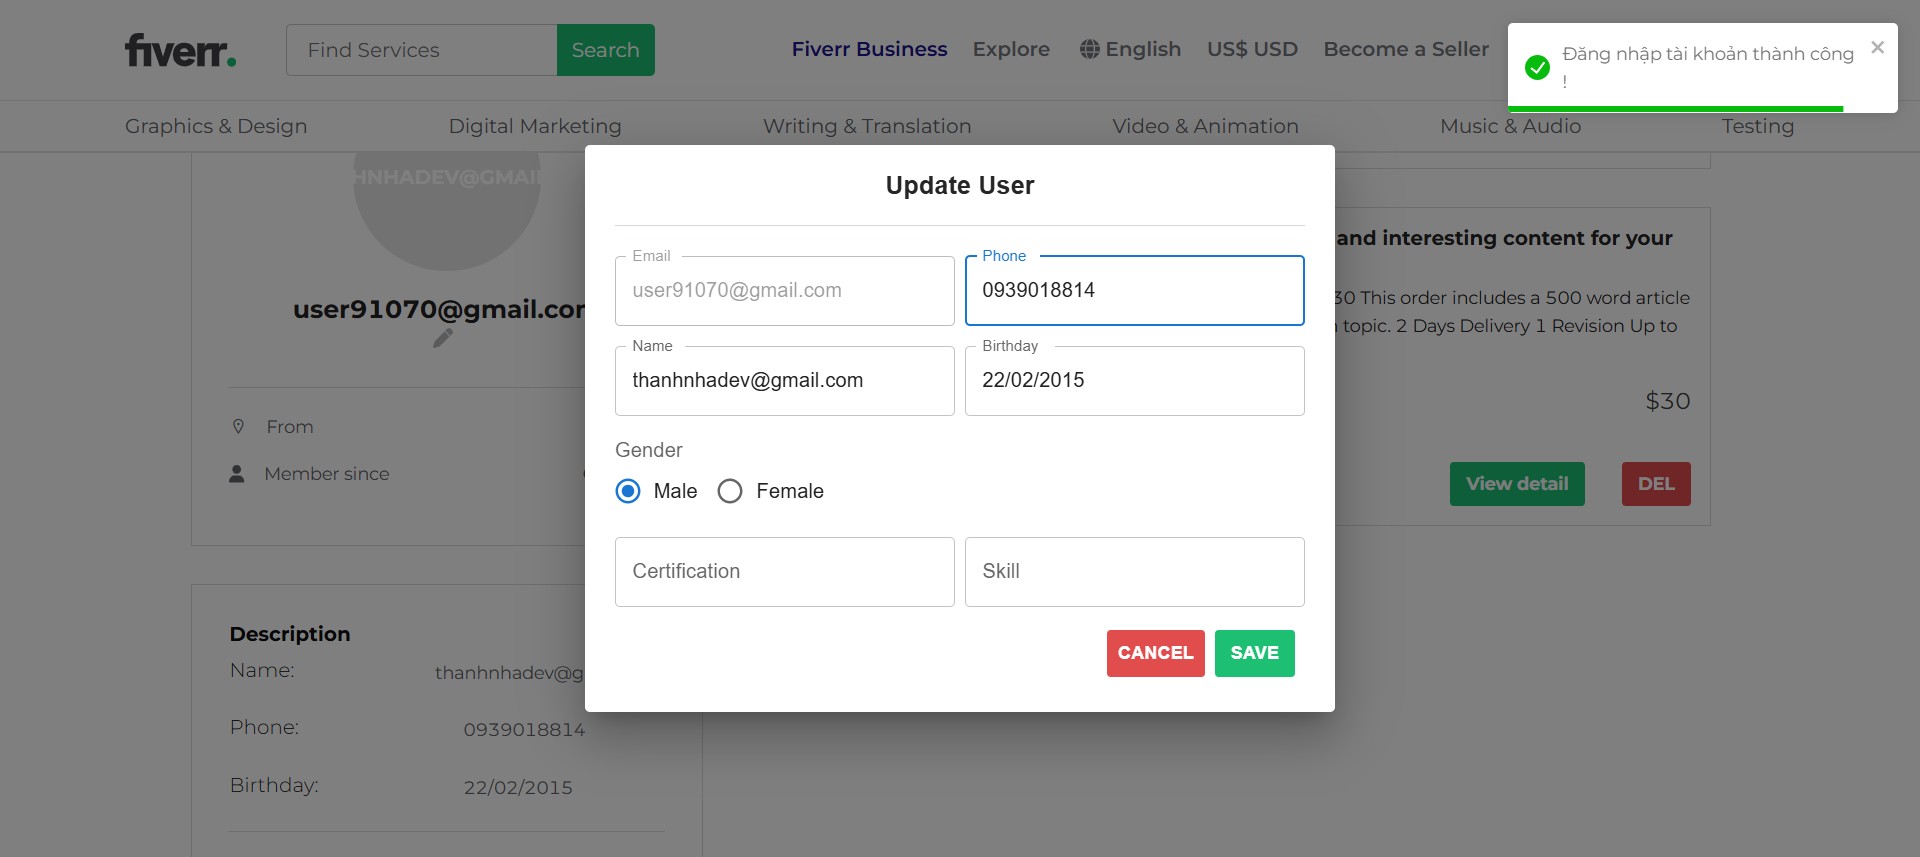 fiverr.
Find Services
Search
Fiverr Business
Explore
English
US$ USD
Become a Seller
Đăng nhập tài khoản thành công
!
Graphics & Design
Digital Marketing
Writing & Translation
Video & Animation
Music & Audio
Testing
HNHADEV@GMAI
user91070@gmail.com
From
Member since
Description
Name:
thanhnhadev@g
Phone:
0939018814
Birthday:
22/02/2015
Update User
Email
user91070@gmail.com
Phone
0939018814
Name
thanhnhadev@gmail.com
Birthday
22/02/2015
Gender
Male
Female
Certification
Skill
CANCEL
SAVE
and interesting content for your
30 This order includes a 500 word article
topic. 2 Days Delivery 1 Revision Up to
$30
View detail
DEL